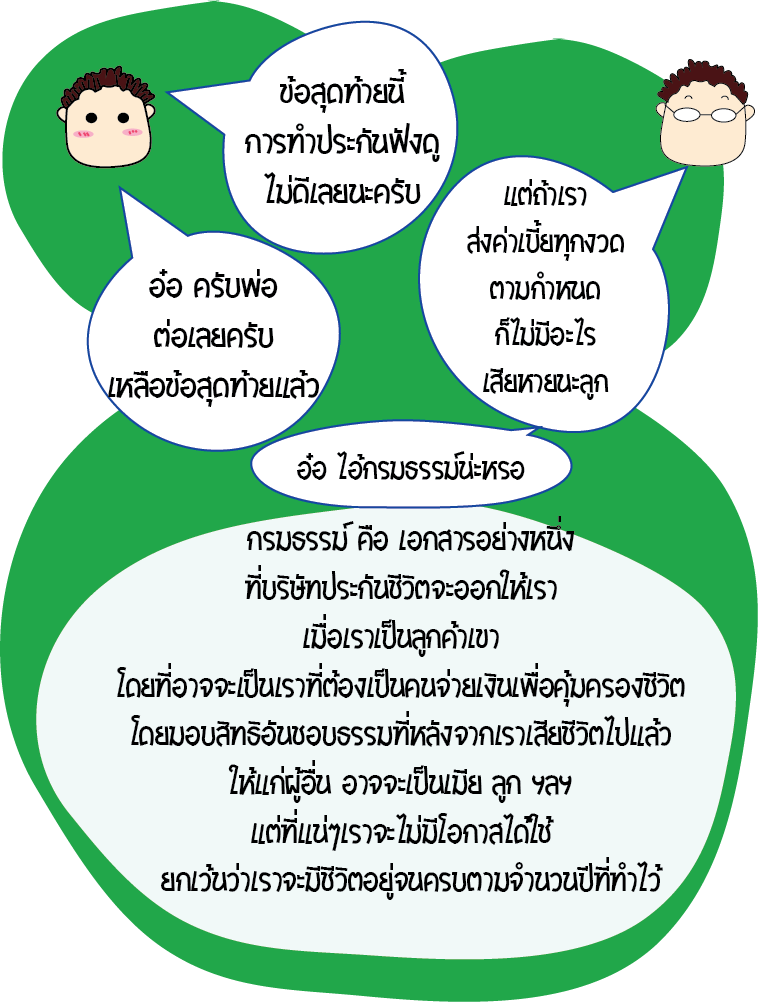 ข้อสุดท้ายนี้
การทำประกันฟังดู
ไม่ดีเลยนะครับ
แต่ถ้าเรา
ส่งค่าเบี้ยทุกงวด
ตามกำหนด
ก็ไม่มีอะไร
เสียหายนะลูก
อ๋อ ครับพ่อ
ต่อเลยครับ
เหลือข้อสุดท้ายแล้ว
อ๋อ ไอ้กรมธรรม์น่ะหรอ
กรมธรรม์ คือ เอกสารอย่างหนึ่ง
ที่บริษัทประกันชีวิตจะออกให้เรา
เมื่อเราเป็นลูกค้าเขา
โดยที่อาจจะเป็นเราที่ต้องเป็นคนจ่ายเงินเพื่อคุ้มครองชีวิต
โดยมอบสิทธิอันชอบธรรมที่หลังจากเราเสียชีวิตไปแล้ว
ให้แก่ผู้อื่น อาจจะเป็นเมีย ลูก ฯลฯ
แต่ที่แน่ๆเราจะไม่มีโอกาสได้ใช้
ยกเว้นว่าเราจะมีชีวิตอยู่จนครบตามจำนวนปีที่ทำไว้